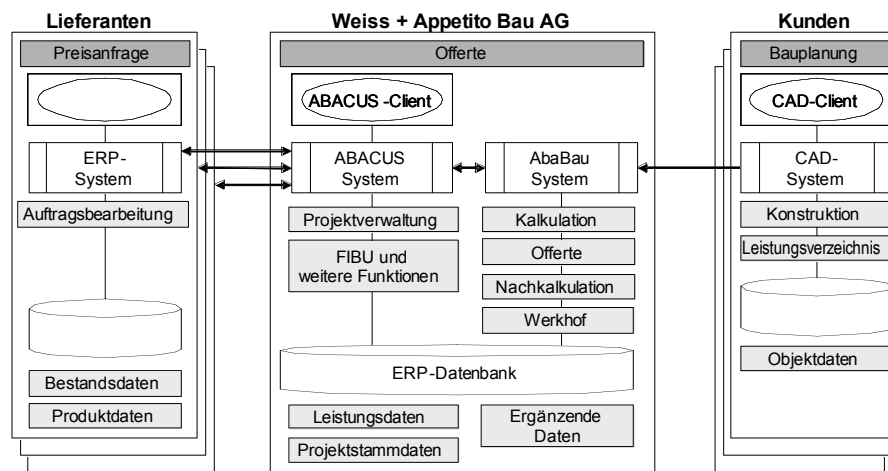 Lieferanten
Preisanfrage
ERP-
System
Auftragsbearbeitung
Bestandsdaten
Produktdaten
Weiss + Appetito Bau AG
Offerte
ABACUS -Client
ABACUS
System
AbaBau
System
Projektverwaltung
FIBU und
weitere Funktionen
Kalkulation
Offerte
Nachkalkulation
Werkhof
ERP-Datenbank
Leistungsdaten
Projektstammdaten
Ergänzende
Daten
Kunden
Bauplanung
CAD-Client
CAD-
System
Konstruktion
Leistungsverzeichnis
Objektdaten